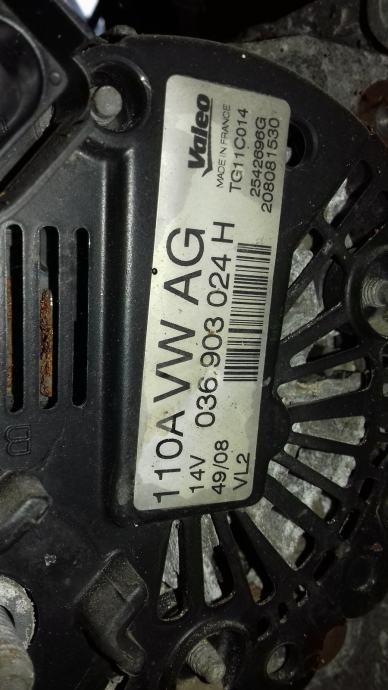 Valeo
MADE IN FRANCE
TG11C014
2542696G
208081530
110A VW AG
14V 036 903 024 H
49/08
VL2
B